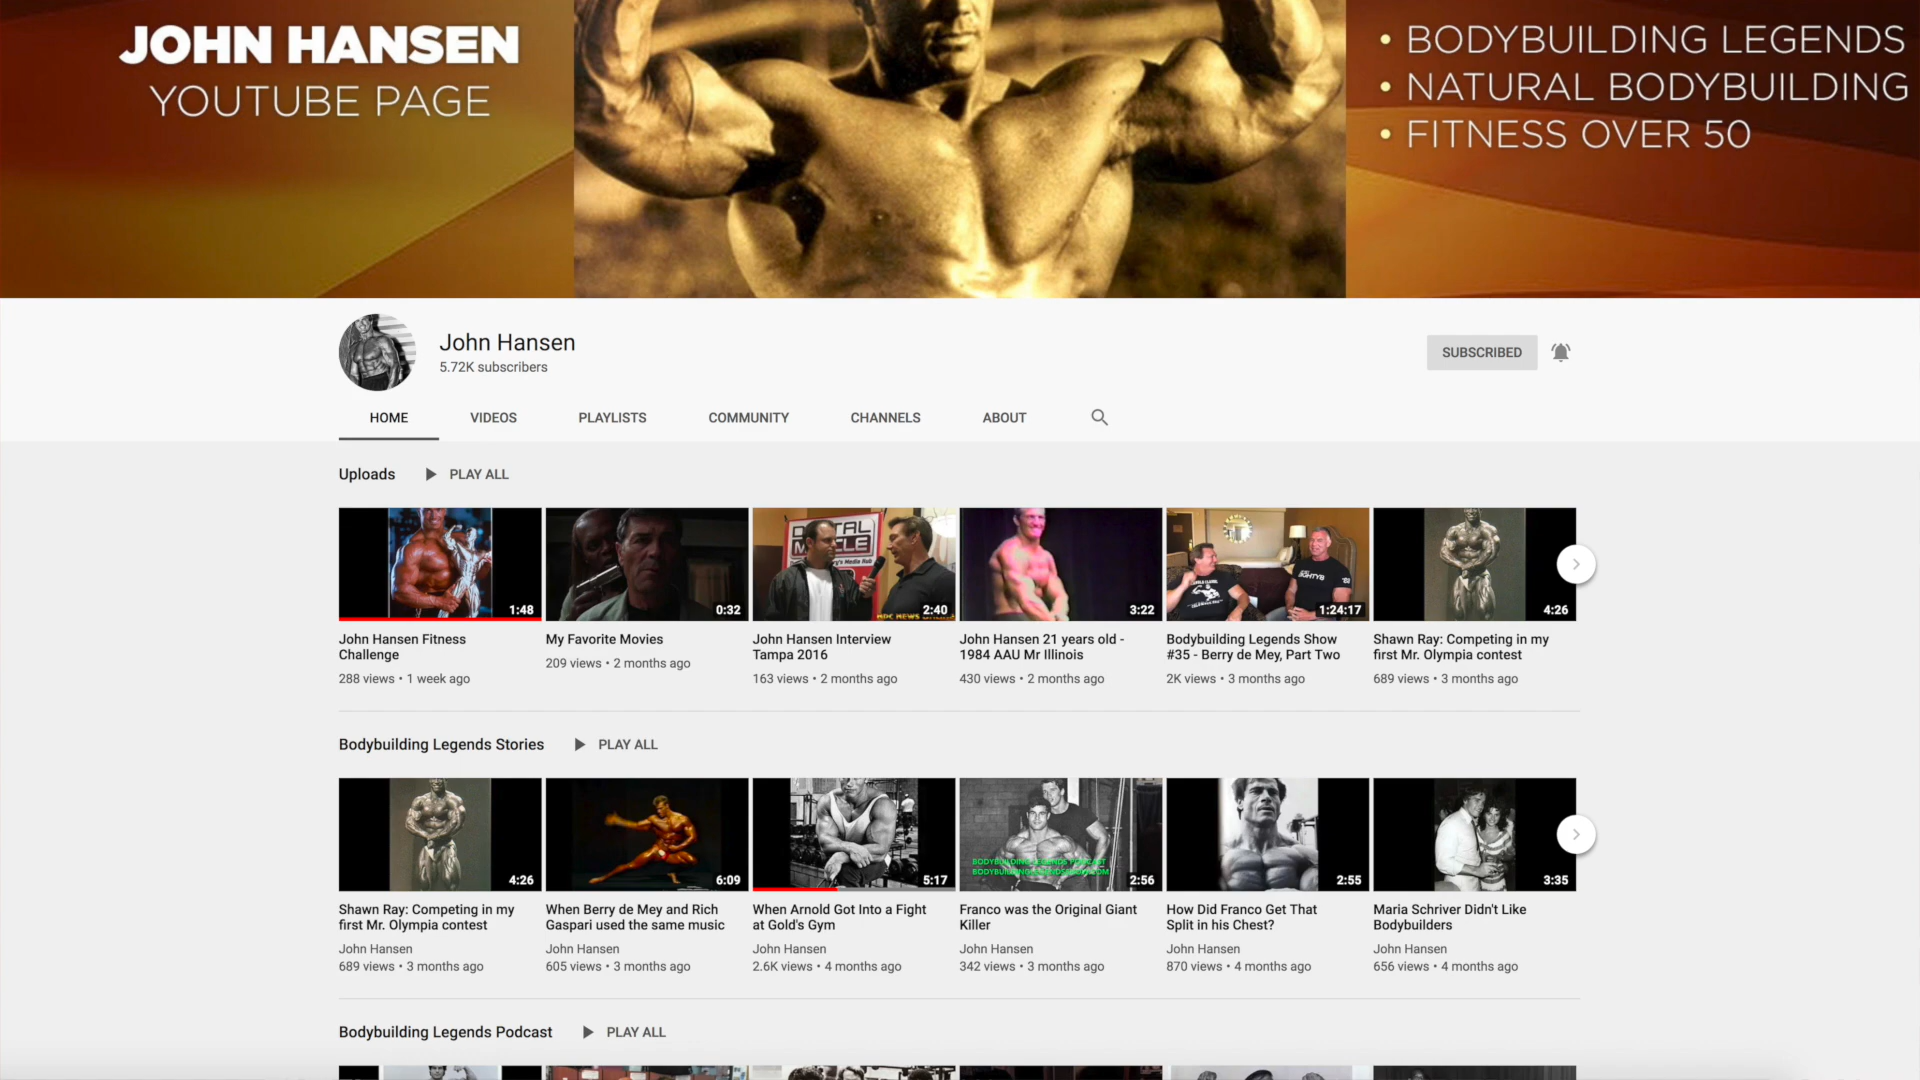 JOHN HANSEN
YOUTUBE PAGE
• BODYBUILDING LEGENDS
• NATURAL BODYBUILDING
• FITNESS OVER 50
John Hansen
5.72K subscribers
SUBSCRIBED
HOME VIDEOS PLAYLISTS COMMUNITY CHANNELS ABOUT
Uploads PLAY ALL
1:48
John Hansen Fitness
Challenge
288 views • 1 week ago
0:32
My Favorite Movies
209 views • 2 months ago
2:40
John Hansen Interview
Tampa 2016
163 views • 2 months ago
3:22
John Hansen 21 years old -
1984 AAU Mr Illinois
430 views • 2 months ago
1:24:17
Bodybuilding Legends Show
#35 - Berry de Mey, Part Two
2K views • 3 months ago
4:26
Shawn Ray: Competing in my
first Mr. Olympia contest
689 views • 3 months ago
Bodybuilding Legends Stories PLAY ALL
4:26
Shawn Ray: Competing in my
first Mr. Olympia contest
John Hansen
689 views • 3 months ago
6:09
When Berry de Mey and Rich
Gaspari used the same music
John Hansen
605 views • 3 months ago
5:17
When Arnold Got Into a Fight
at Gold's Gym
John Hansen
2.6K views • 4 months ago
2:56
Franco was the Original Giant
Killer
John Hansen
342 views • 3 months ago
2:55
How Did Franco Get That
Split in his Chest?
John Hansen
870 views • 4 months ago
3:35
Maria Schriver Didn't Like
Bodybuilders
John Hansen
656 views • 4 months ago
Bodybuilding Legends Podcast PLAY ALL